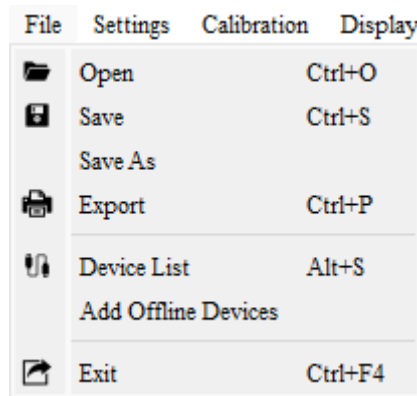 File Settings Calibration Display
Open Ctrl+O
Save Ctrl+S
Save As
Export Ctrl+P
Device List Alt+S
Add Offline Devices
Exit Ctrl+F4